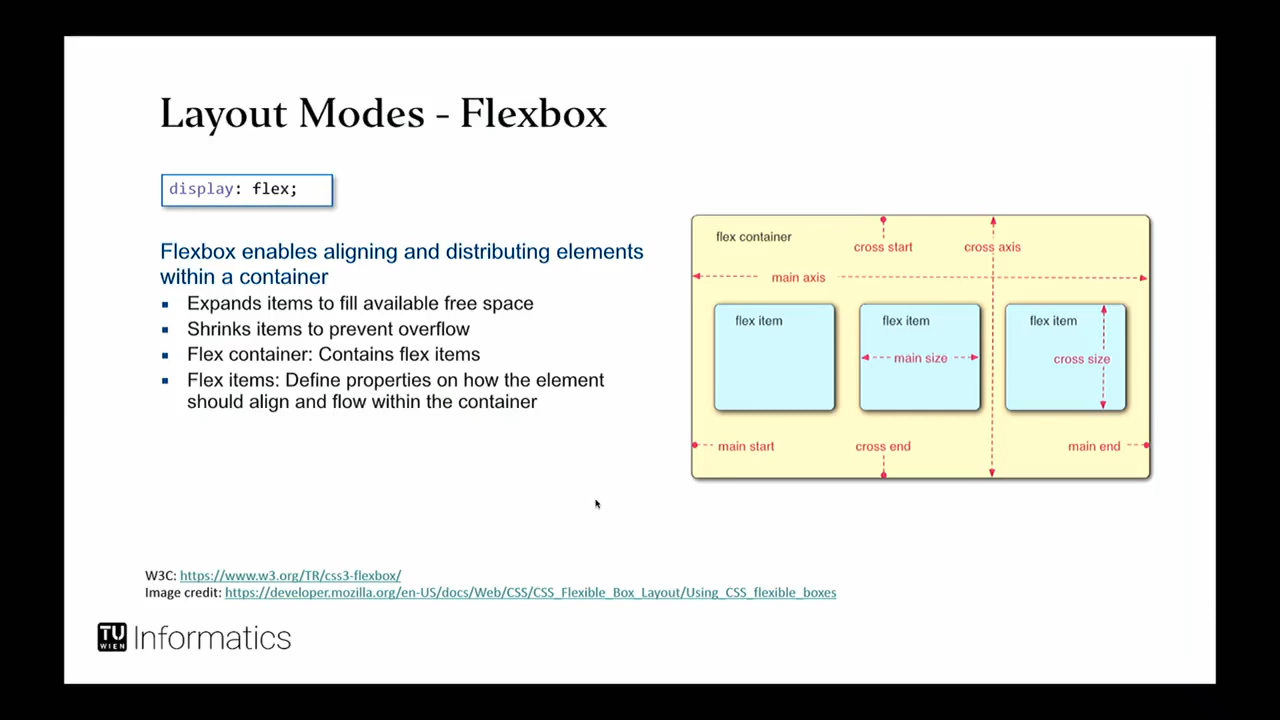 Layout Modes - Flexbox
display: flex;
Flexbox enables aligning and distributing elements
within a container
Expands items to fill available free space
Shrinks items to prevent overflow
Flex container: Contains flex items
Flex items: Define properties on how the element
should align and flow within the container
flex container
cross start
cross axis
main axis
flex item
flex item
flex item
main size
cross size
main start
cross end
main end
W3C: https://www.w3.org/TR/css3-flexbox/
Image credit: https://developer.mozilla.org/en-US/docs/Web/CSS/CSS_Flexible_Box_Layout/Using_CSS_flexible_boxes
TU
WIEN
Informatics